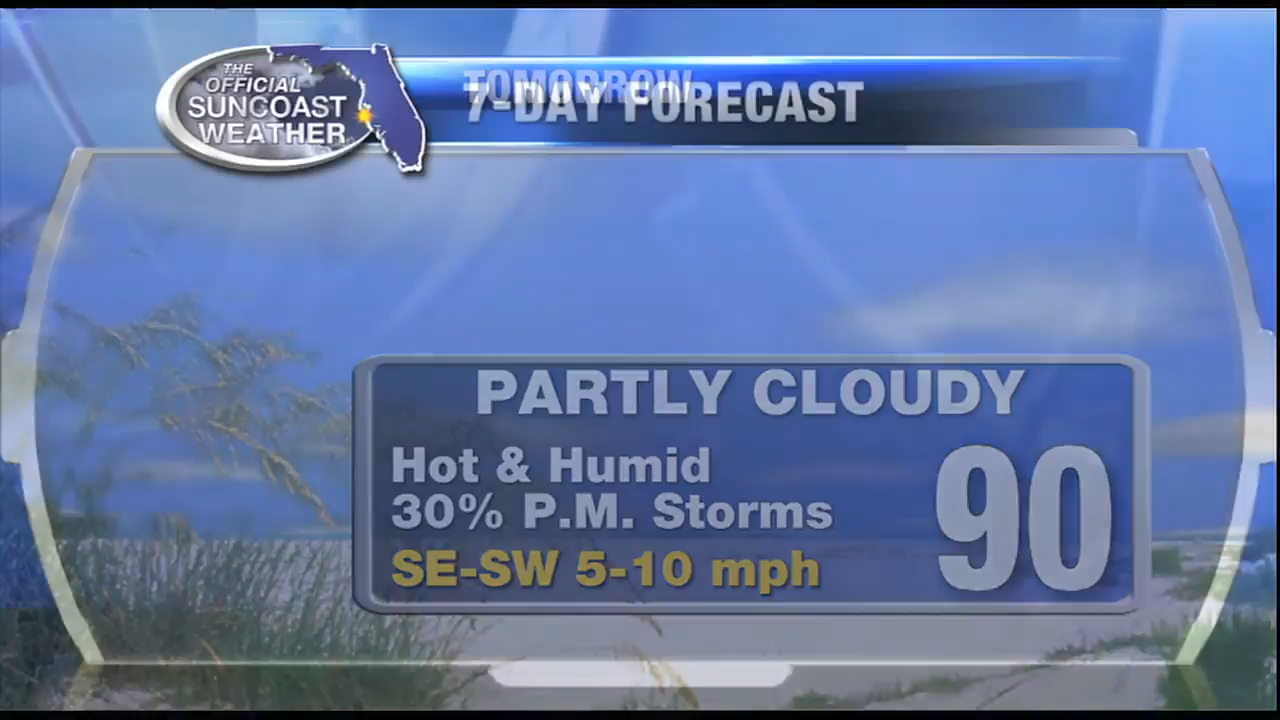 THE
OFFICIAL
SUNCOAST
WEATHER
TOMORROW
7-DAY FORECAST
PARTLY CLOUDY
Hot & Humid
30% P.M. Storms
90
SE-SW 5-10 mph